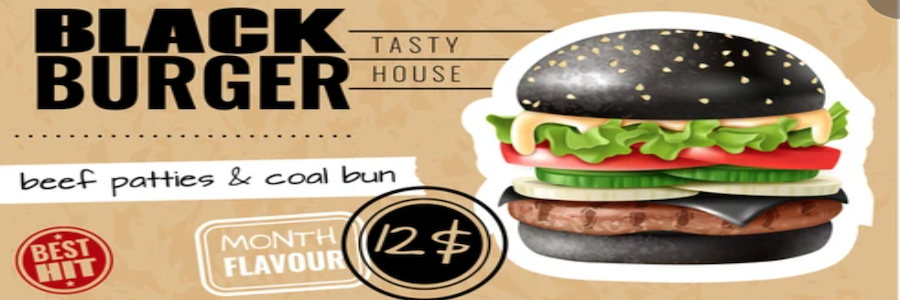 BLACK
BURGER
TASTY
HOUSE
beef patties & coal bun
BEST
HIT
MONTH
FLAVOUR
12$